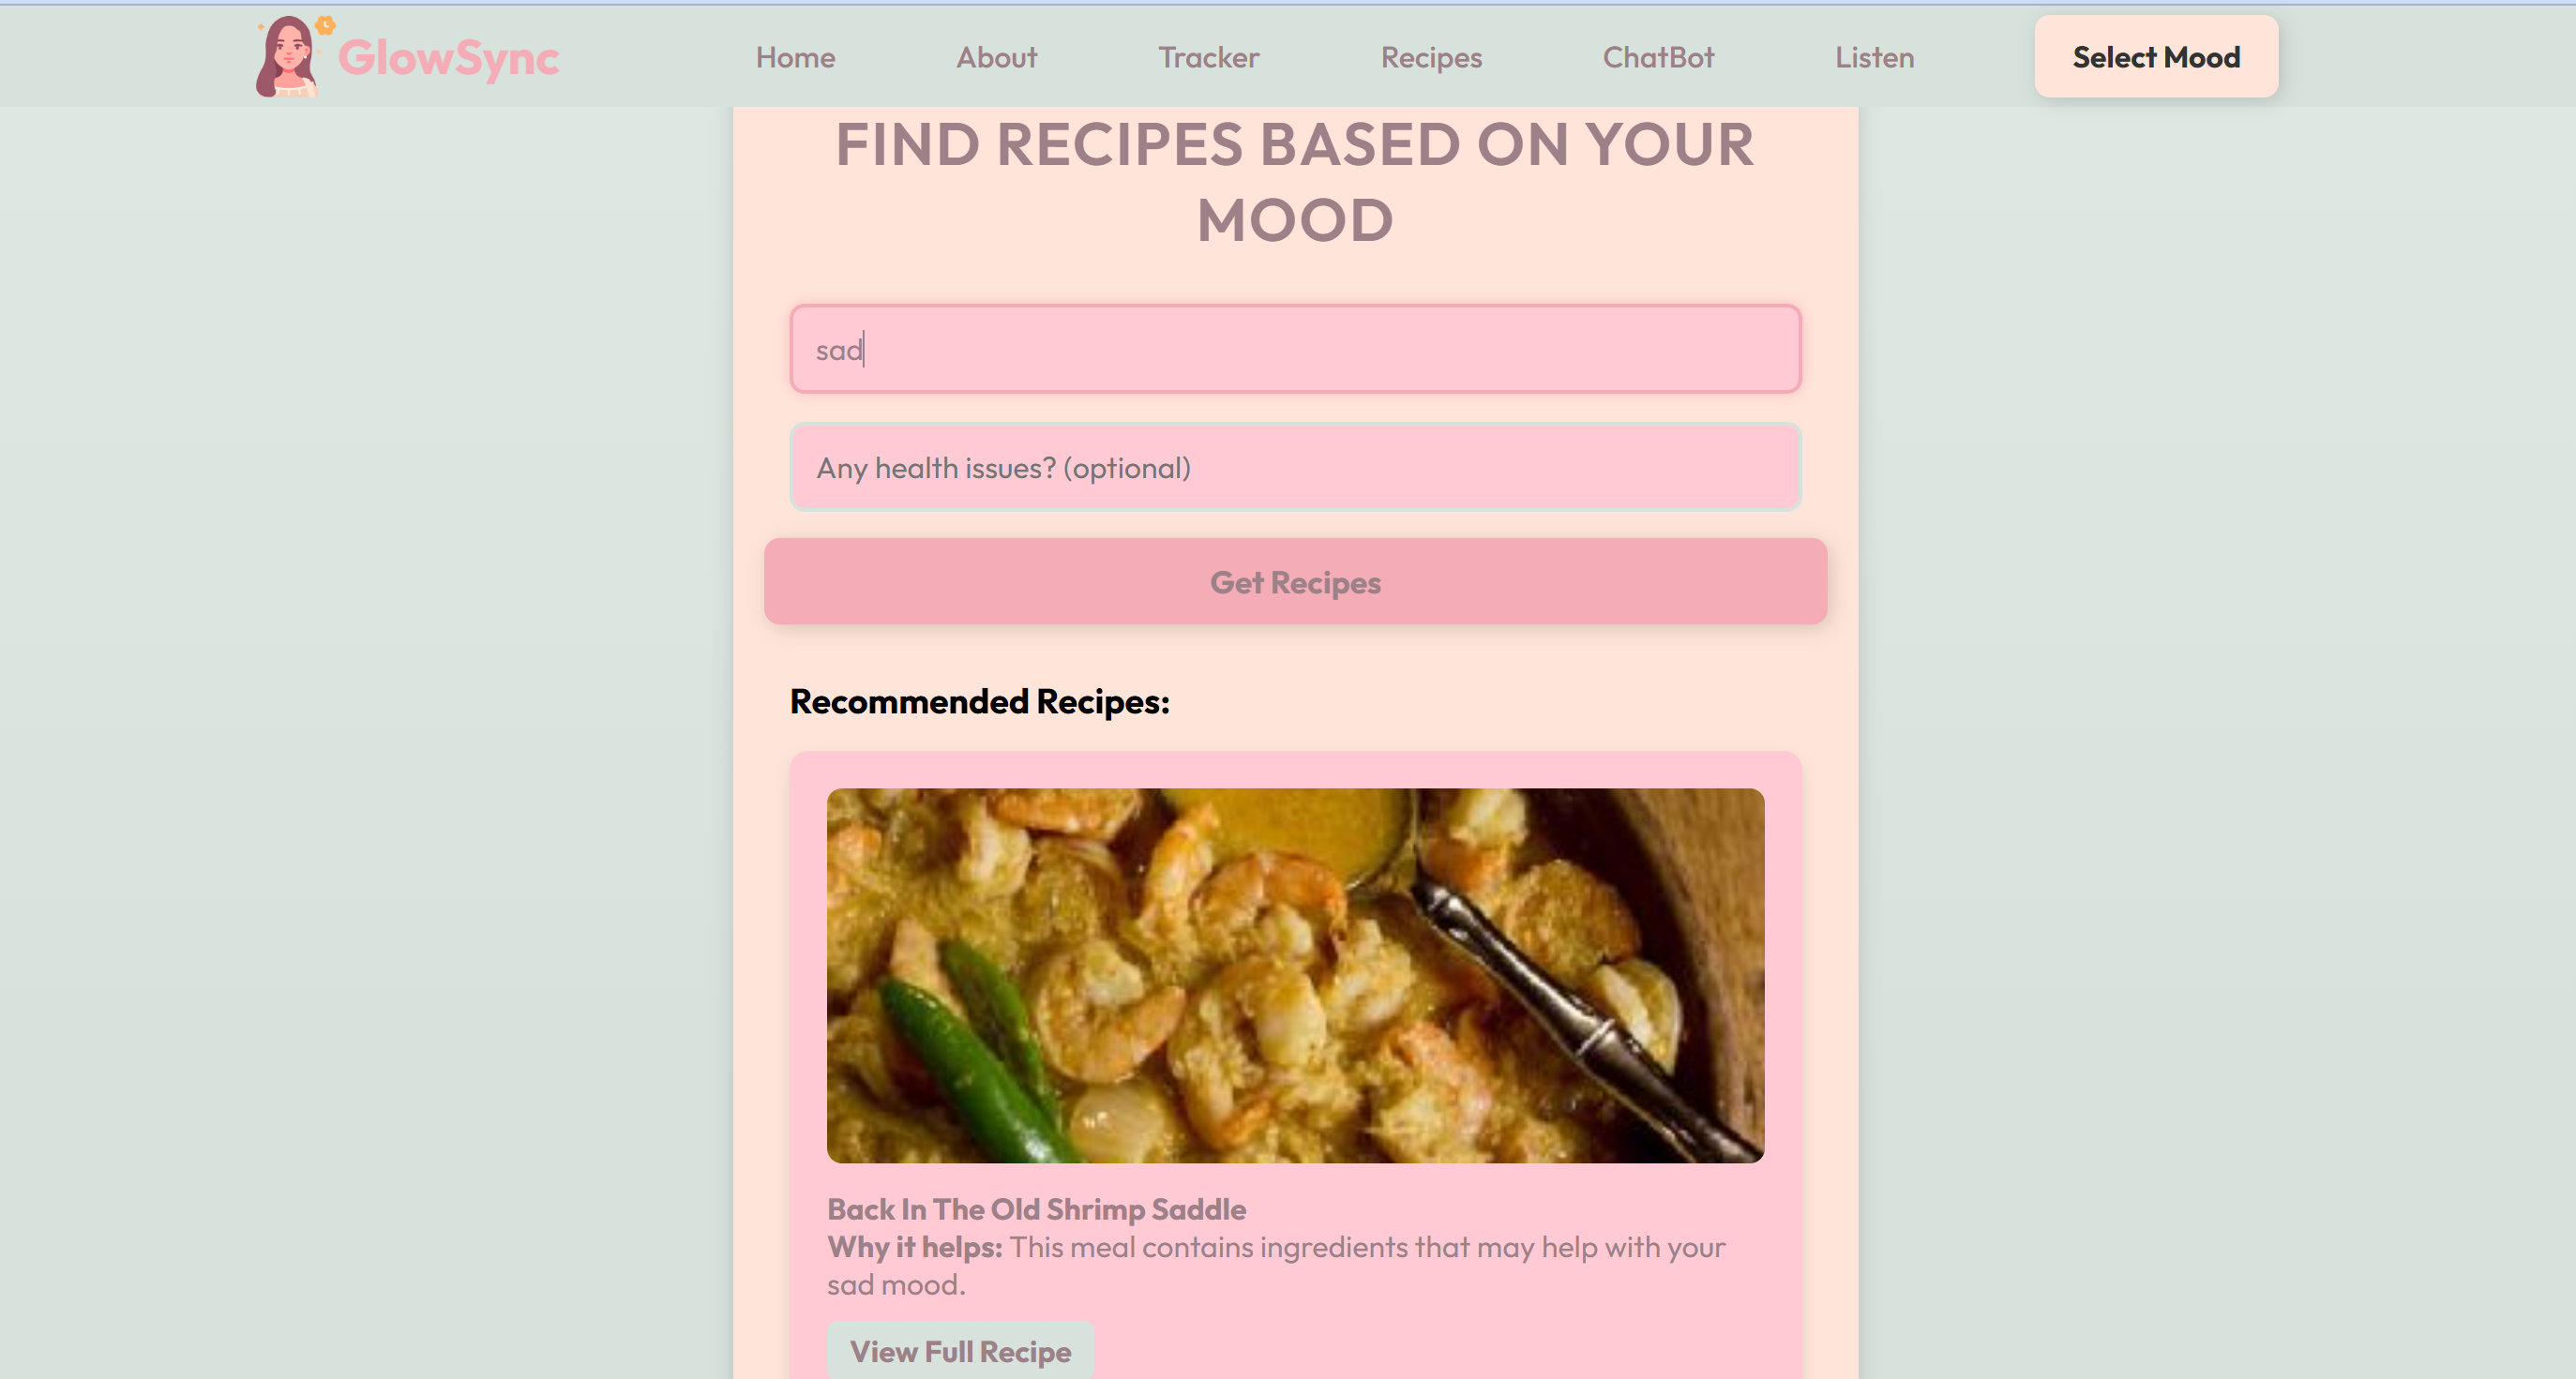 GlowSync
Home About Tracker Recipes ChatBot Listen Select Mood
FIND RECIPES BASED ON YOUR
MOOD
sad
Any health issues? (optional)
Get Recipes
Recommended Recipes:
Back In The Old Shrimp Saddle
Why it helps: This meal contains ingredients that may help with your
sad mood.
View Full Recipe